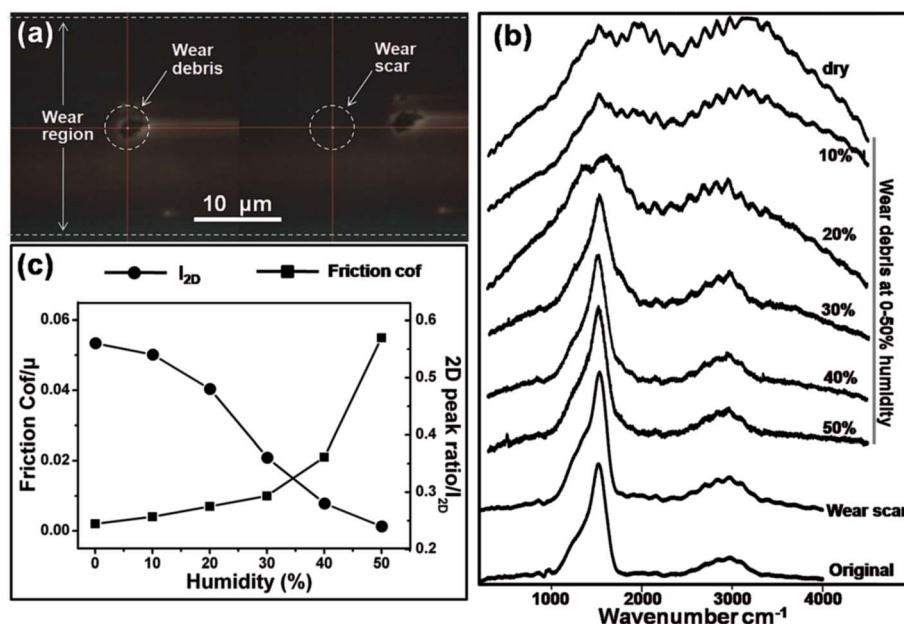 (a)
Wear
debris
Wear
scar
Wear
region
10 μm
(b)
dry
10%
20%
30%
40%
50%
Wear scar
Original
Wear debris at 0-50% humidity
1000 2000 3000 4000
Wavenumber cm-1
(c)
I2D
Friction cof
0.06
0.04
0.02
0.00
Friction Cof/μ
0.6
0.5
0.4
0.3
0.2
2D peak ratio/I2D
0 10 20 30 40 50
Humidity (%)